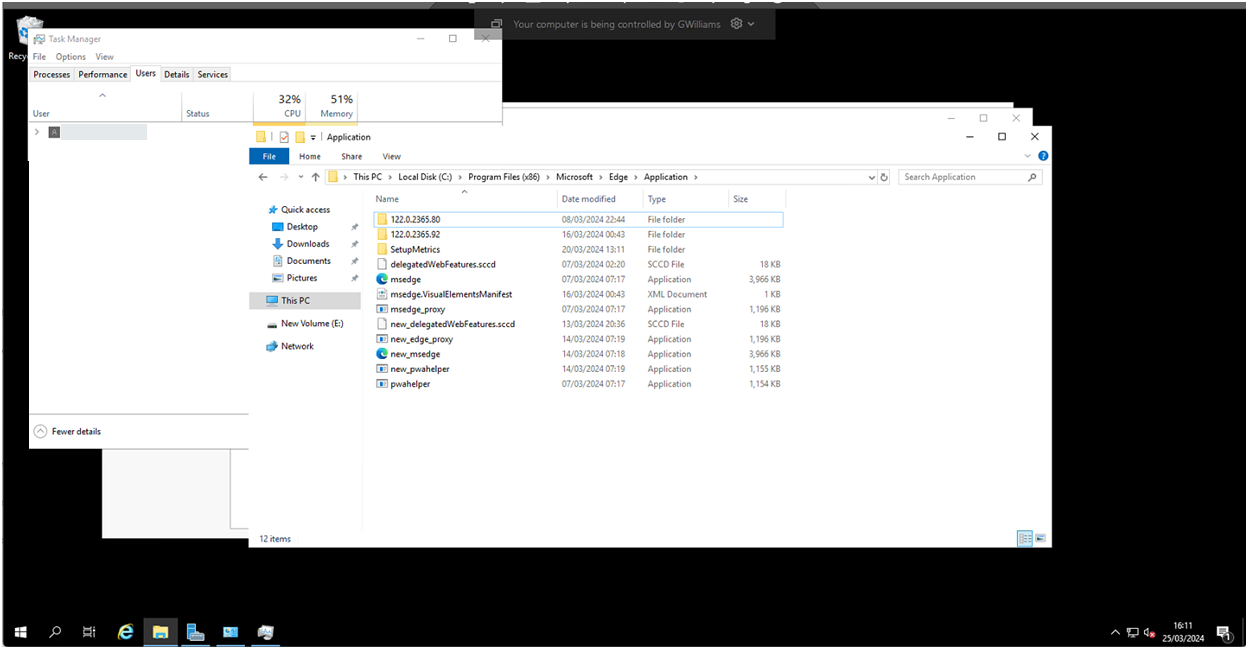 Your computer is being controlled by GWilliams
Task Manager
File Options View
Processes Performance Users Details Services
32% 51%
User Status CPU Memory
Fewer details
Application
File Home Share View
This PC > Local Disk (C:) > Program Files (x86) > Microsoft > Edge > Application >
Search Application
Quick access
Desktop
Downloads
Documents
Pictures
This PC
New Volume (E:)
Network
Name Date modified Type Size
122.0.2365.80 08/03/2024 22:44 File folder
122.0.2365.92 16/03/2024 00:43 File folder
SetupMetrics 20/03/2024 13:11 File folder
delegatedWebFeatures.sccd 07/03/2024 02:20 SCCD File 18 KB
msedge 07/03/2024 07:17 Application 3,966 KB
msedge.VisualElementsManifest 16/03/2024 00:43 XML Document 1 KB
msedge_proxy 07/03/2024 07:17 Application 1,196 KB
new_delegatedWebFeatures.sccd 13/03/2024 20:36 SCCD File 18 KB
new_edge_proxy 14/03/2024 07:19 Application 1,196 KB
new_msedge 14/03/2024 07:18 Application 3,966 KB
new_pwahelper 14/03/2024 07:19 Application 1,155 KB
pwahelper 07/03/2024 07:17 Application 1,154 KB
12 items
16:11
25/03/2024
1